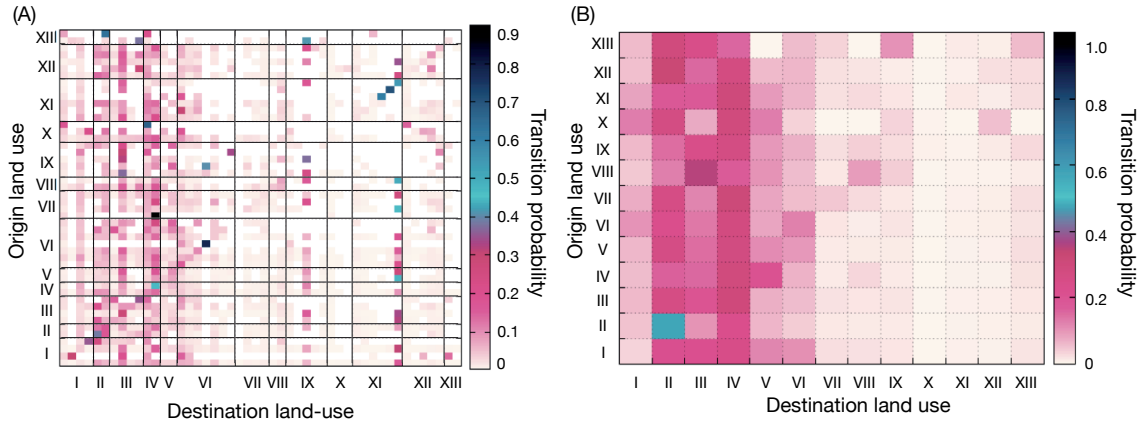 (A)
Origin land use
XIII
XII
XI
X
IX
VIII
VII
VI
V
IV
III
II
I
I II III IV V VI VII VIII IX X XI XII XIII
Destination land-use
0.9
0.8
0.7
0.6
0.5
0.4
0.3
0.2
0.1
0
Transition probability
(B)
Origin land use
XIII
XII
XI
X
IX
VIII
VII
VI
V
IV
III
II
I
I II III IV V VI VII VIII IX X XI XII XIII
Destination land use
1.0
0.8
0.6
0.4
0.2
0
Transition probability